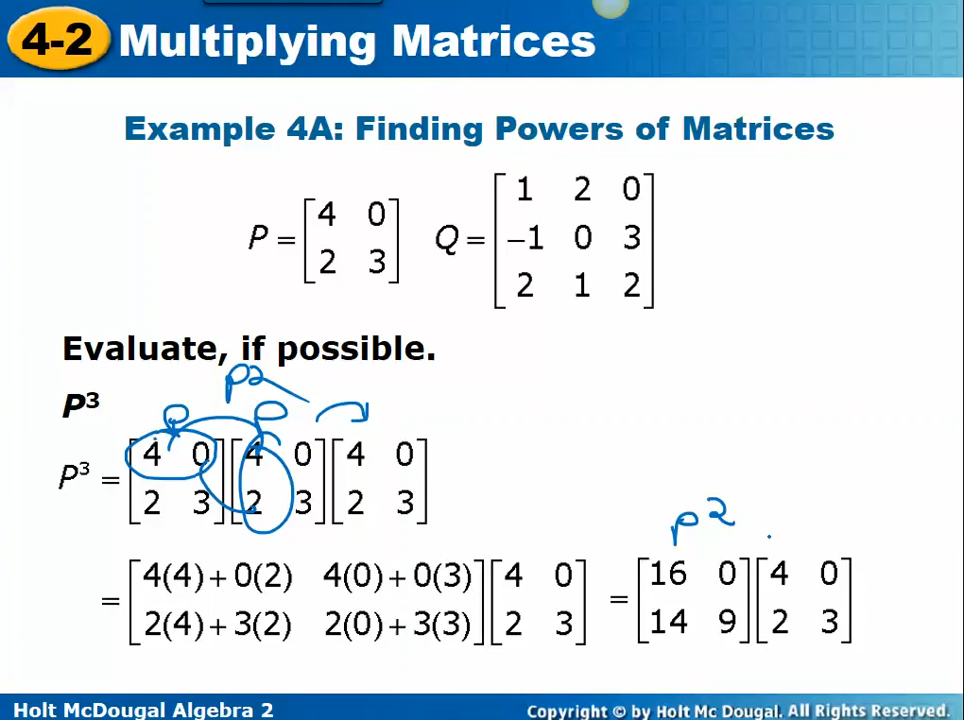 4-2 Multiplying Matrices
Example 4A: Finding Powers of Matrices
P = [4 0; 2 3] Q = [1 2 0; −1 0 3; 2 1 2]
Evaluate, if possible.
p2
P³
p p
P³ = [4 0; 2 3][4 0; 2 3][4 0; 2 3]
p2
= [4(4) + 0(2) 4(0) + 0(3); 2(4) + 3(2) 2(0) + 3(3)][4 0; 2 3] = [16 0; 14 9][4 0; 2 3]
Holt McDougal Algebra 2 Copyright © by Holt Mc Dougal. All Rights Reserved.